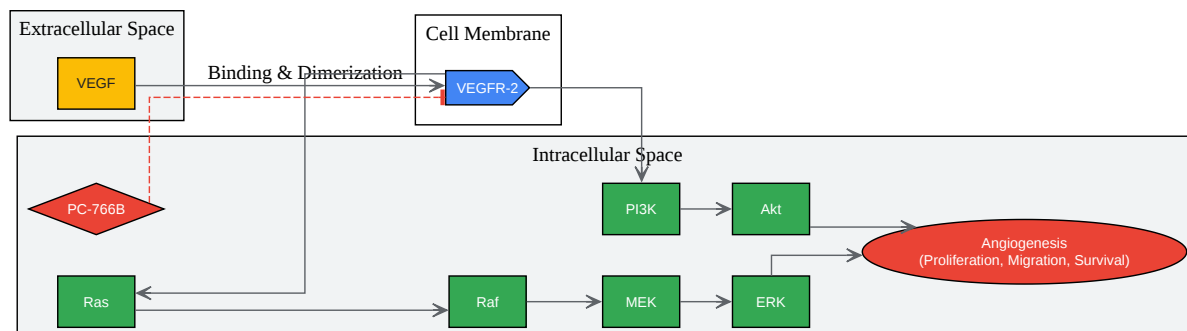 Extracellular Space
Cell Membrane
VEGF
Binding & Dimerization
VEGFR-2
Intracellular Space
PC-766B
PI3K
Akt
Angiogenesis
(Proliferation, Migration, Survival)
Ras
Raf
MEK
ERK